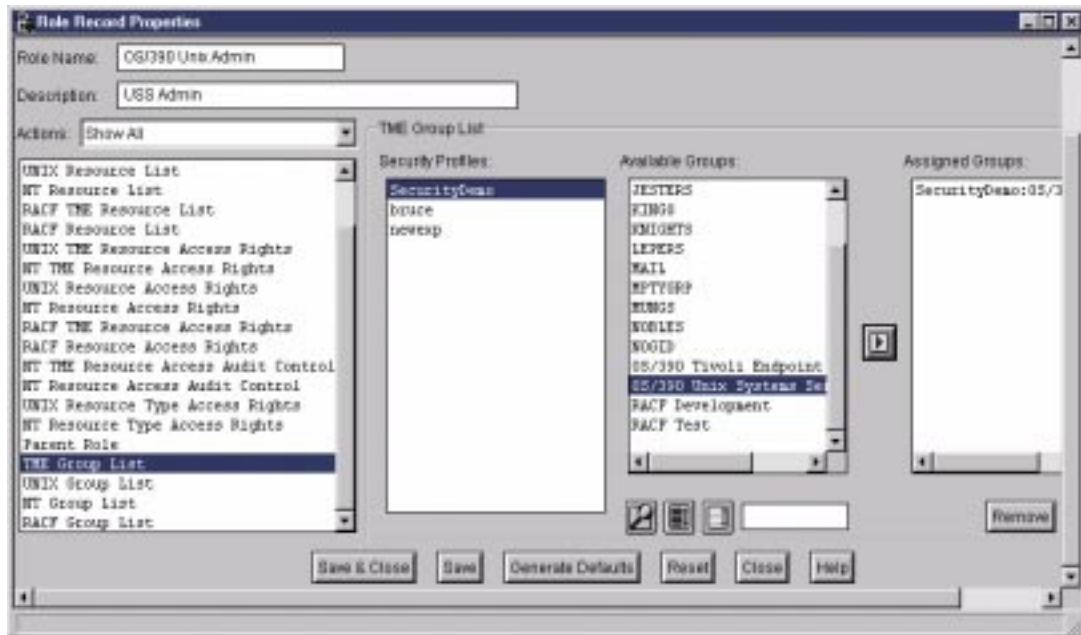 Role Record Properties
Role Name: OS/390 Unix Admin
Description: USS Admin
Actions: Show All
UNIX Resource List
NT Resource List
RACF TME Resource List
RACF Resource List
UNIX TME Resource Access Rights
NT TME Resource Access Rights
UNIX Resource Access Rights
NT Resource Access Rights
RACF TME Resource Access Rights
RACF Resource Access Rights
NT TME Resource Access Audit Control
NT Resource Access Audit Control
UNIX Resource Type Access Rights
NT Resource Type Access Rights
Parent Role
TME Group List
UNIX Group List
NT Group List
RACF Group List
TME Group List
Security Profiles:
SecurityDemo
bruce
newexp
Available Groups:
JESTERS
KINGS
KNIGHTS
LEPERS
MAIL
MPTYGRP
MUNGS
NOBLES
NOGID
OS/390 Tivoli Endpoint
OS/390 Unix Systems Ser
RACF Development
RACF Test
Assigned Groups:
SecurityDemo:OS/3
Remove
Save & Close
Save
Generate Defaults
Reset
Close
Help